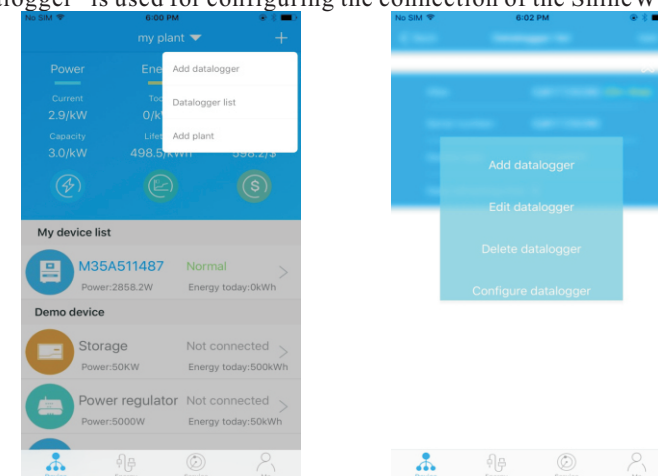 alogger" is used for configuring the connection of the ShineW
No SIM 6:00 PM
my plant
Power Ene
Add datalogger
Datalogger list
Add plant
Current
2.9/kW 0/k
Capacity Lifet
3.0/kW 498.5/kWh 598.2/$
My device list
M35A511487 Normal
Power:2858.2W Energy today:0kWh
Demo device
Storage Not connected
Power:50KW Energy today:500kWh
Power regulator Not connected
Power:5000W Energy today:50kWh
No SIM 6:02 PM
Add datalogger
Edit datalogger
Delete datalogger
Configure datalogger